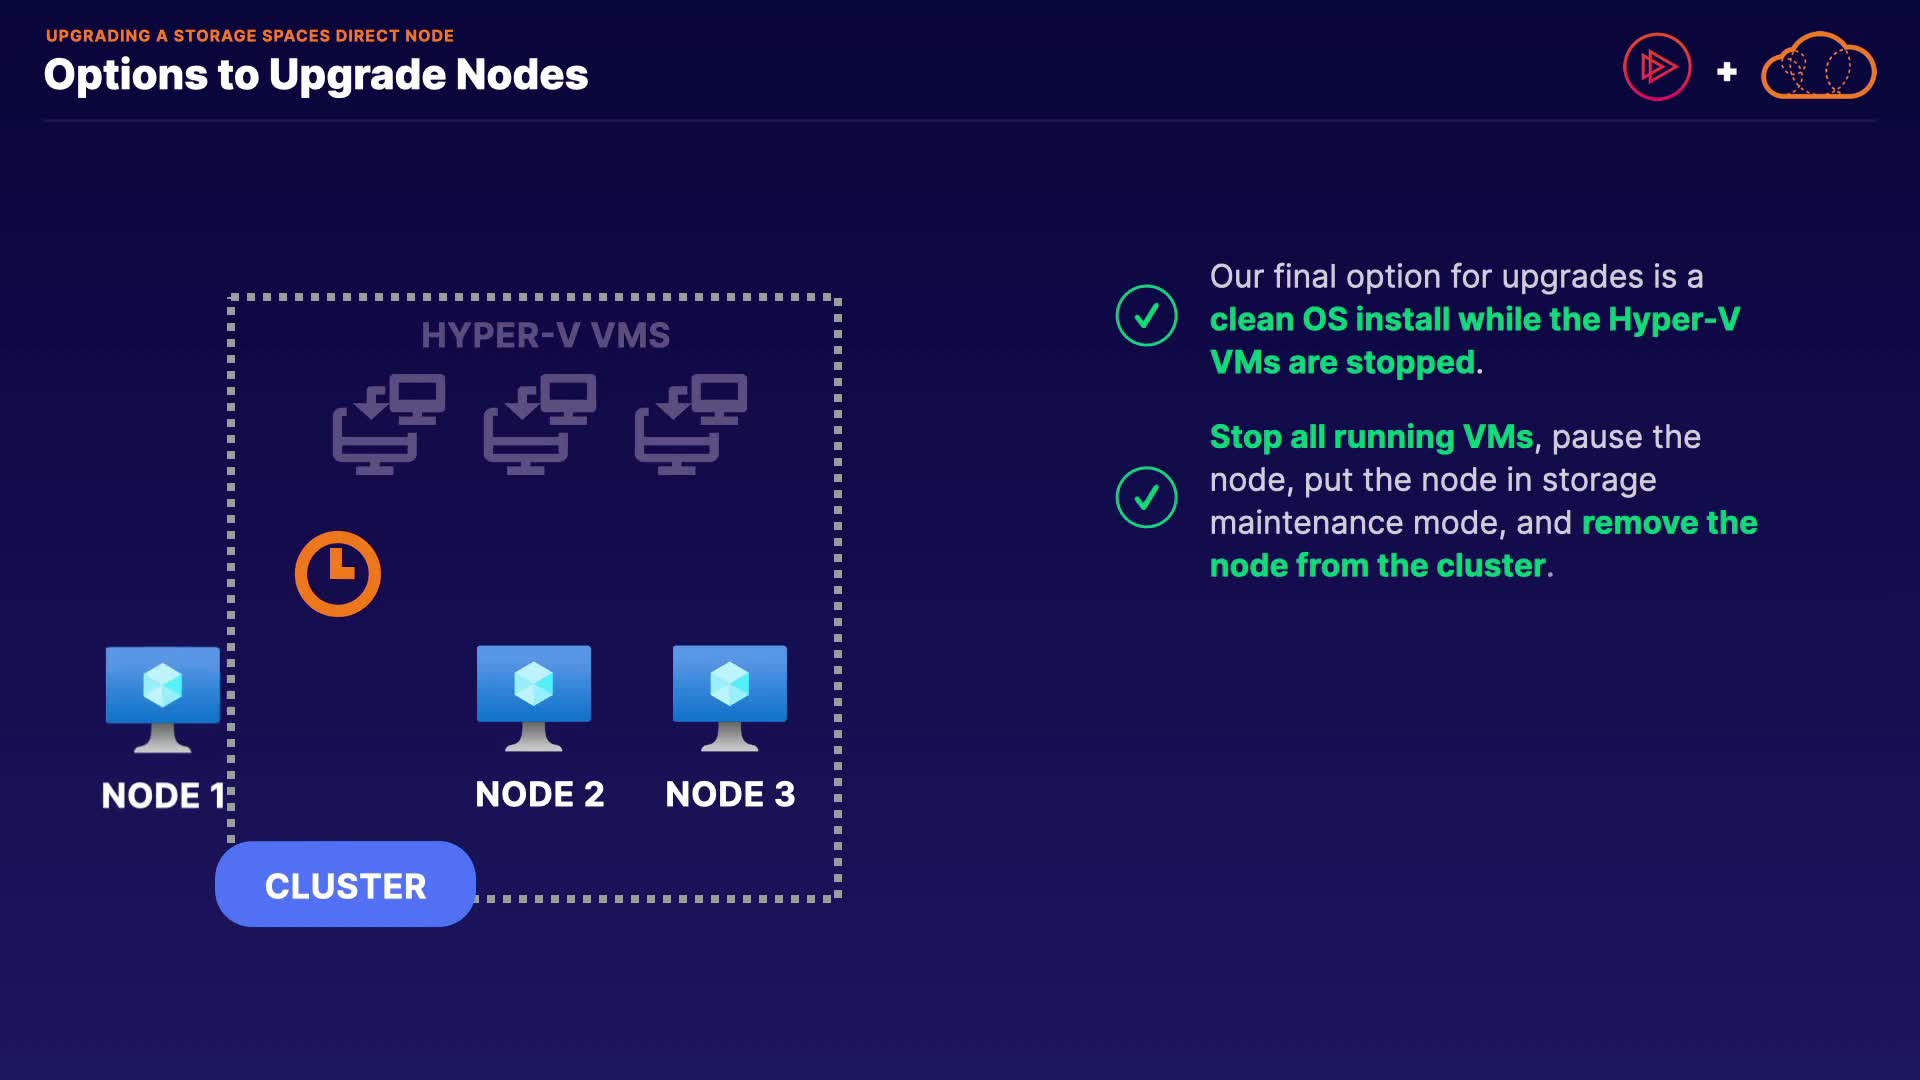 UPGRADING A STORAGE SPACES DIRECT NODE
Options to Upgrade Nodes
HYPER-V VMS
NODE 1
NODE 2
NODE 3
CLUSTER
Our final option for upgrades is a
clean OS install while the Hyper-V
VMs are stopped.
Stop all running VMs, pause the
node, put the node in storage
maintenance mode, and remove the
node from the cluster.